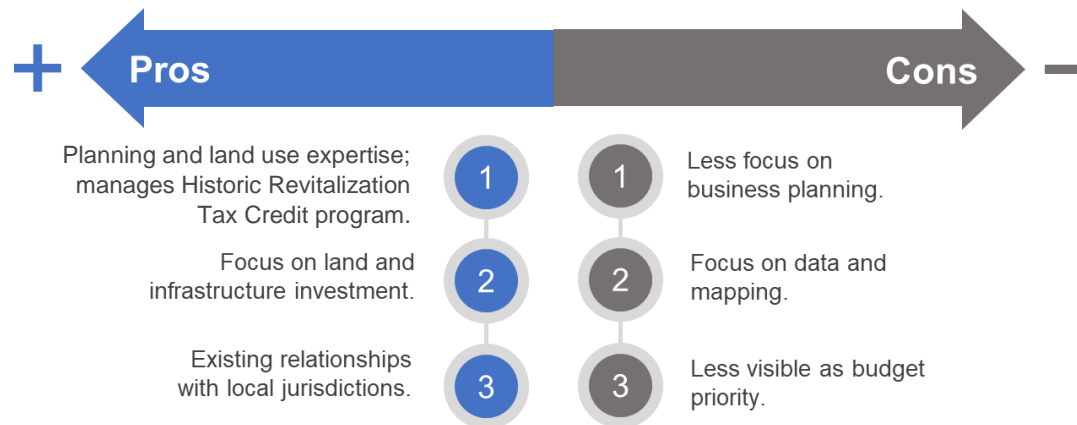 +
Pros
Cons
−
Planning and land use expertise;
manages Historic Revitalization
Tax Credit program.
1
Focus on land and
infrastructure investment.
2
Existing relationships
with local jurisdictions.
3
1
Less focus on
business planning.
2
Focus on data and
mapping.
3
Less visible as budget
priority.